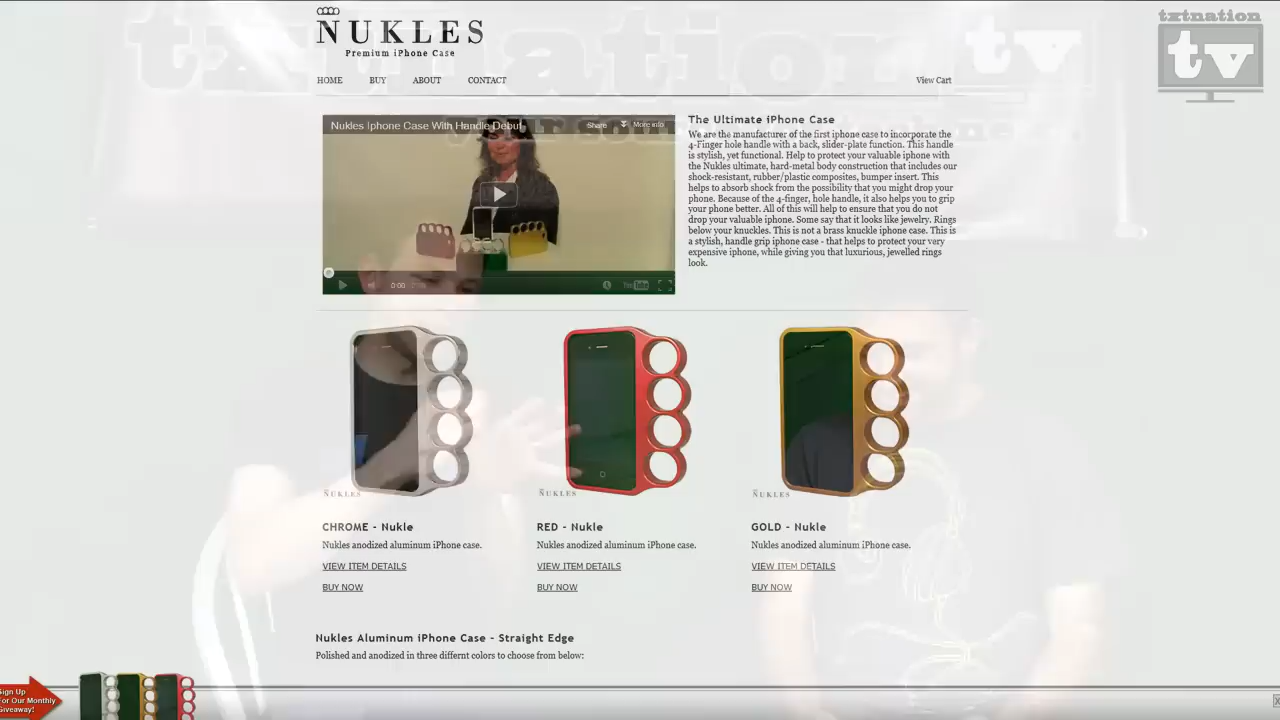 NUKLES
Premium iPhone Case
txtnation
tv
txtnation
tv
HOME BUY ABOUT CONTACT View Cart
Nukles Iphone Case With Handle Debut Share More info
0:00
YouTube
The Ultimate iPhone Case
We are the manufacturer of the first iphone case to incorporate the
4-Finger hole handle with a back, slider-plate function. This handle
is stylish, yet functional. Help to protect your valuable iphone with
the Nukles ultimate, hard-metal body construction that includes our
shock-resistant, rubber/plastic composites, bumper insert. This
helps to absorb shock from the possibility that you might drop your
phone. Because of the 4-finger, hole handle, it also helps you to grip
your phone better. All of this will help to ensure that you do not
drop your valuable iphone. Some say that it looks like jewelry. Rings
below your knuckles. This is not a brass knuckle iphone case. This is
a stylish, handle grip iphone case - that helps to protect your very
expensive iphone, while giving you that luxurious, jewelled rings
look.
NUKLES NUKLES NUKLES
CHROME - Nukle
Nukles anodized aluminum iPhone case.
VIEW ITEM DETAILS
BUY NOW
RED - Nukle
Nukles anodized aluminum iPhone case.
VIEW ITEM DETAILS
BUY NOW
GOLD - Nukle
Nukles anodized aluminum iPhone case.
VIEW ITEM DETAILS
BUY NOW
Nukles Aluminum iPhone Case - Straight Edge
Polished and anodized in three differnt colors to choose from below:
Sign Up
For Our Monthly
Giveaway!